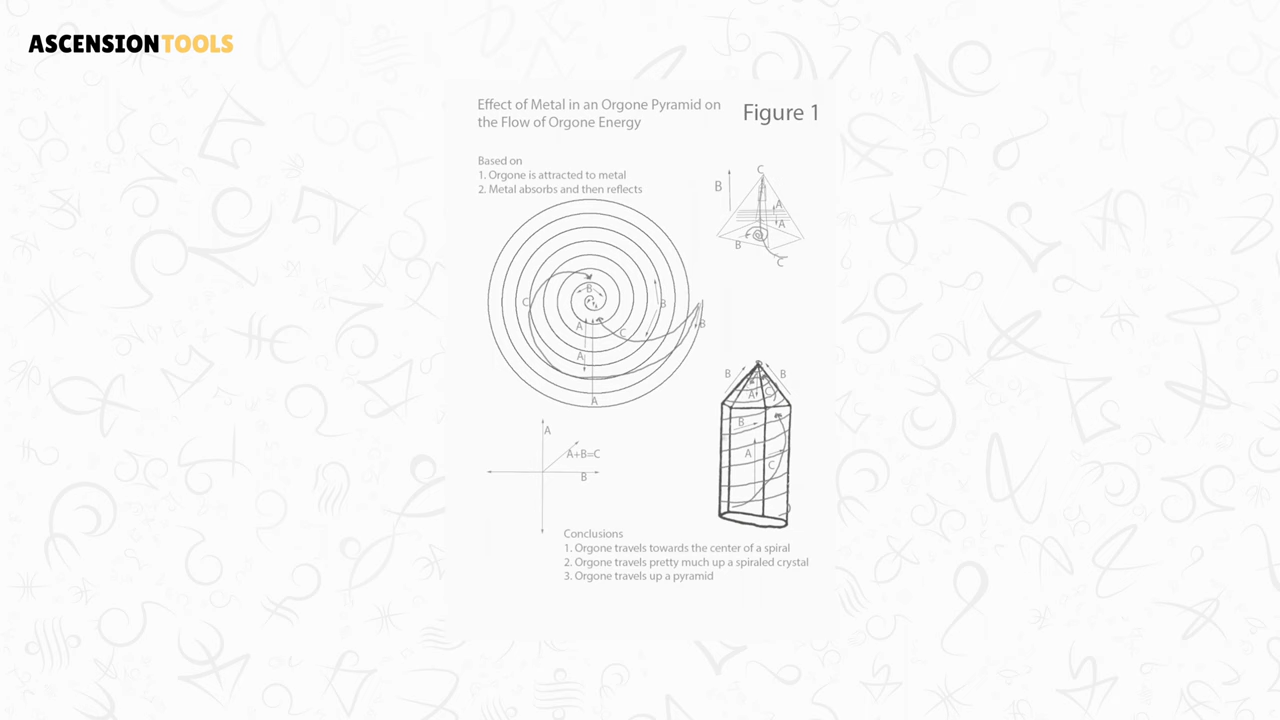 ASCENSIONTOOLS
Effect of Metal in an Orgone Pyramid on
the Flow of Orgone Energy
Figure 1
Based on
1. Orgone is attracted to metal
2. Metal absorbs and then reflects
C
B
A
A
B
C
B
C
B
B
A
C
A
A
B
B
A
C
B
A
C
A
A+B=C
B
Conclusions
1. Orgone travels towards the center of a spiral
2. Orgone travels pretty much up a spiraled crystal
3. Orgone travels up a pyramid